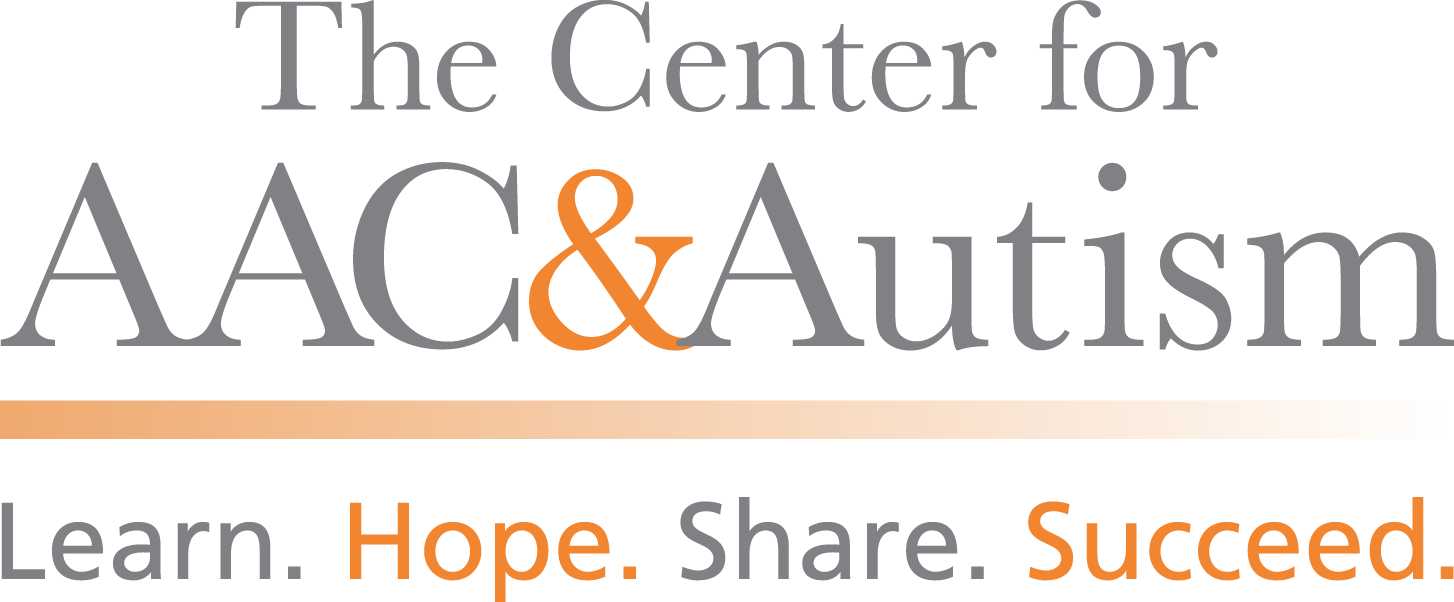 The Center for
AAC&Autism
Learn. Hope. Share. Succeed.